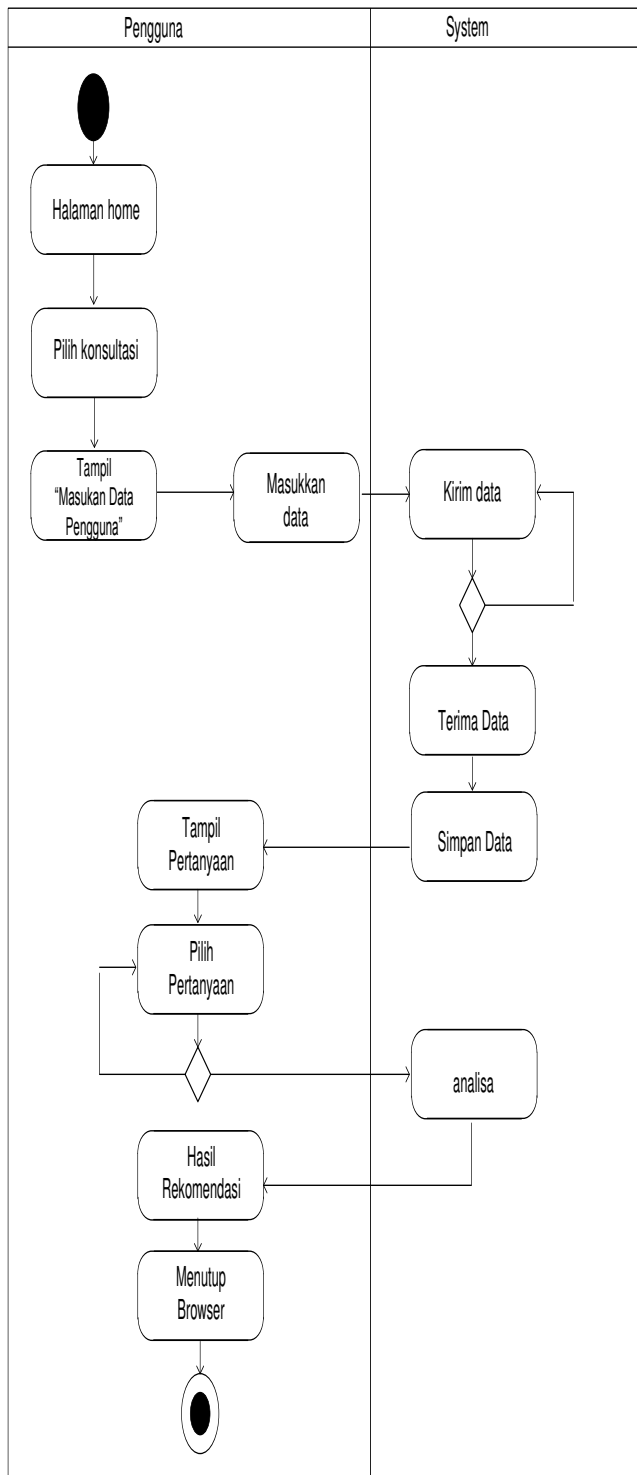 Pengguna
System
Halaman home
Pilih konsultasi
Tampil
“Masukan Data
Pengguna”
Masukkan
data
Kirim data
Terima Data
Simpan Data
Tampil
Pertanyaan
Pilih
Pertanyaan
analisa
Hasil
Rekomendasi
Menutup
Browser